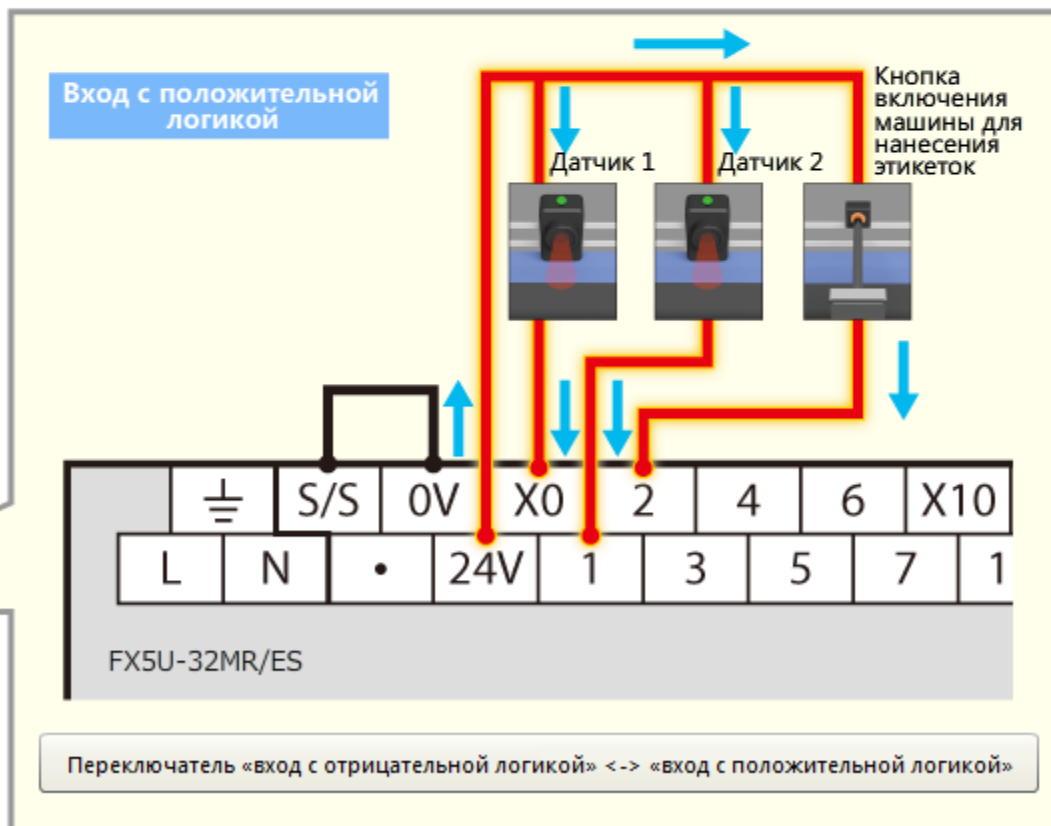 Вход с положительной
логикой
Кнопка
включения
машины для
нанесения
этикеток
Датчик 1
Датчик 2
S/S 0V X0 2 4 6 X10
L N • 24V 1 3 5 7 1
FX5U-32MR/ES
Переключатель «вход с отрицательной логикой» <-> «вход с положительной логикой»